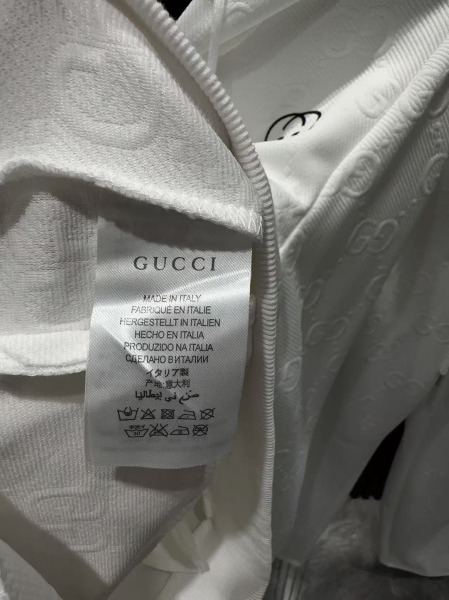 GUCCI
MADE IN ITALY
FABRIQUÉ EN ITALIE
HERGESTELLT IN ITALIEN
HECHO EN ITALIA
PRODUZIDO NA ITALIA
СДЕЛАНО В ИТАЛИИ
イタリア製
产地:意大利
صنع في إيطاليا